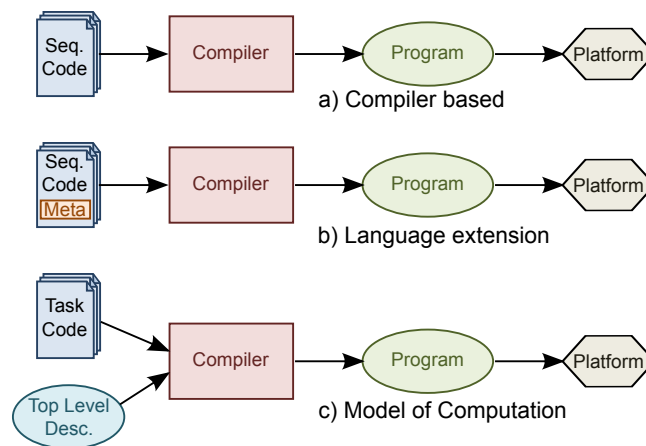 Seq.
Code
Compiler
Program
Platform
a) Compiler based
Seq.
Code
Meta
Compiler
Program
Platform
b) Language extension
Task
Code
Compiler
Program
Platform
Top Level
Desc.
c) Model of Computation